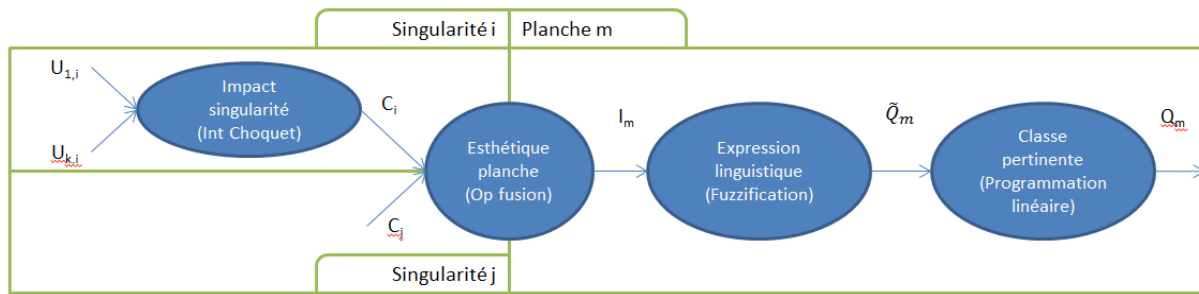 Singularité i
Planche m
U1,i
Uk,i
Impact
singularité
(Int Choquet)
Ci
Cj
Esthétique
planche
(Op fusion)
Im
Expression
linguistique
(Fuzzification)
Q̃m
Classe
pertinente
(Programmation
linéaire)
Qm
Singularité j